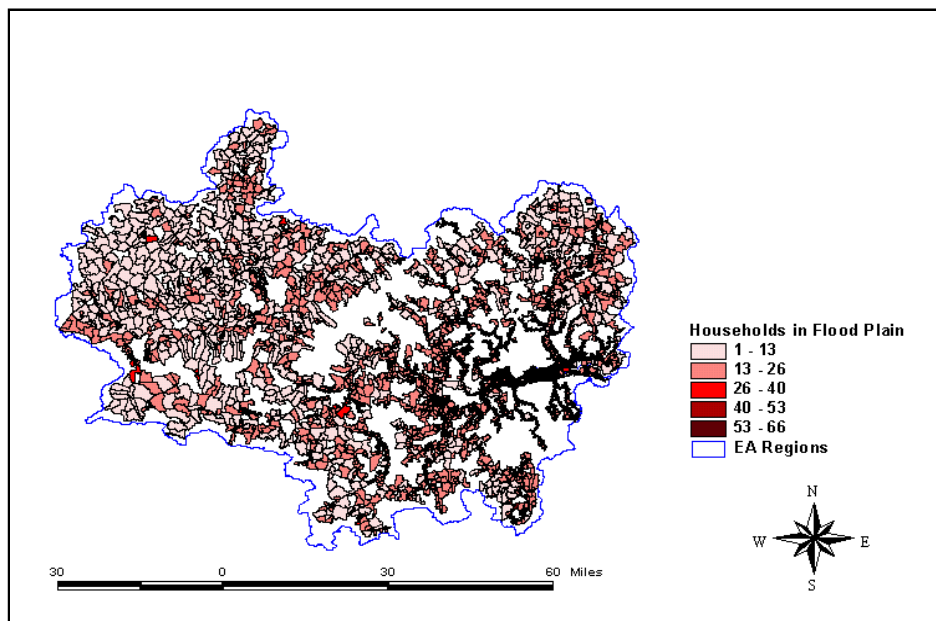 Households in Flood Plain
1 - 13
13 - 26
26 - 40
40 - 53
53 - 66
EA Regions
N
W E
S
30 0 30 60 Miles